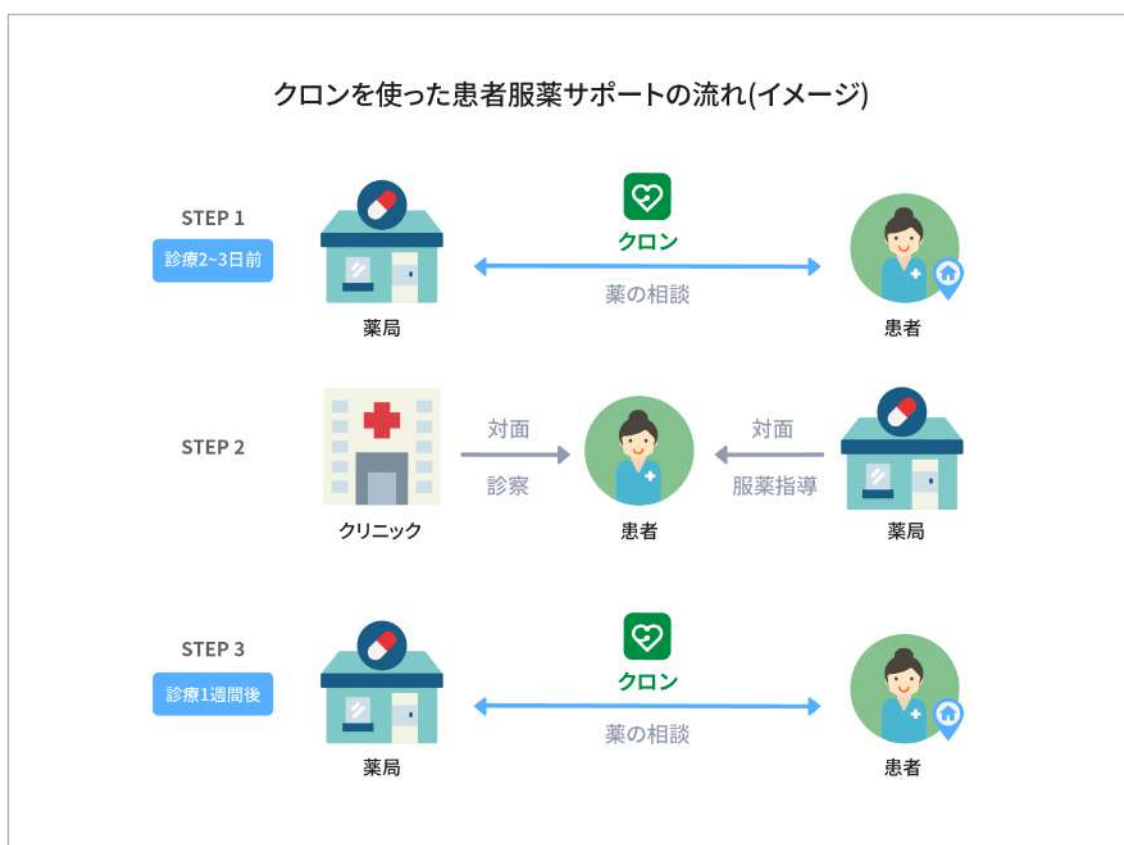 クロンを使った患者服薬サポートの流れ(イメージ)
STEP 1
診療2~3日前
クロン
薬の相談
薬局
患者
STEP 2
対面
診察
対面
服薬指導
クリニック
患者
薬局
STEP 3
診療1週間後
クロン
薬の相談
薬局
患者